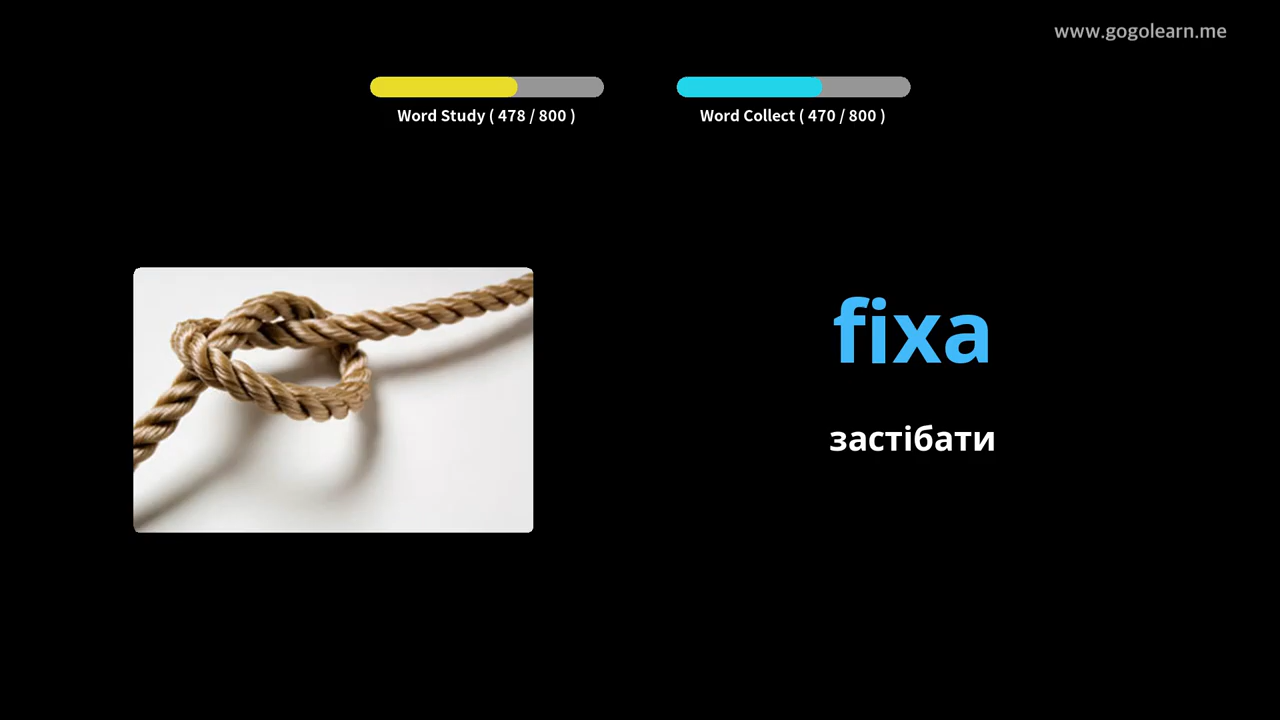 www.gogolearn.me
Word Study ( 478 / 800 )
Word Collect ( 470 / 800 )
fixa
застібати